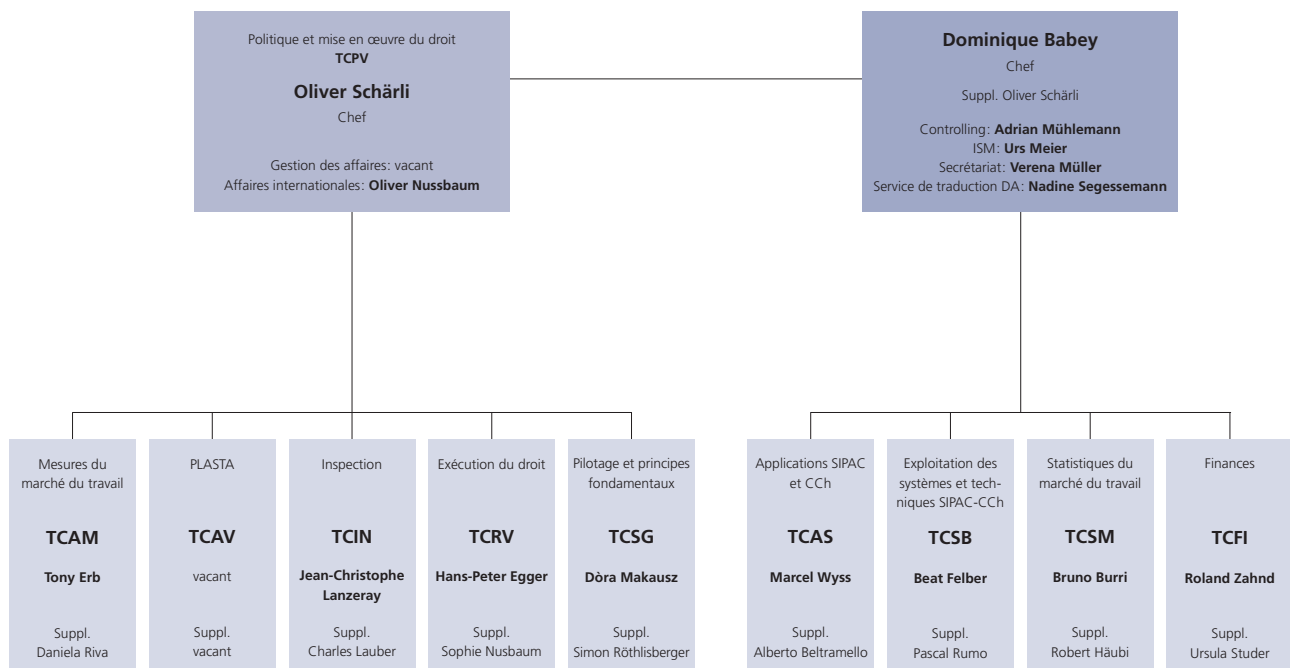 Politique et mise en œuvre du droit
TCPV
Oliver Schärli
Chef
Gestion des affaires: vacant
Affaires internationales: Oliver Nussbaum
Dominique Babey
Chef
Suppl. Oliver Schärli
Controlling: Adrian Mühlemann
ISM: Urs Meier
Secrétariat: Verena Müller
Service de traduction DA: Nadine Segessemann
Mesures du
marché du travail
TCAM
Tony Erb
Suppl.
Daniela Riva
PLASTA
TCAV
vacant
Suppl.
vacant
Inspection
TCIN
Jean-Christophe
Lanzeray
Suppl.
Charles Lauber
Exécution du droit
TCRV
Hans-Peter Egger
Suppl.
Sophie Nusbaum
Pilotage et principes
fondamentaux
TCSG
Dòra Makausz
Suppl.
Simon Röthlisberger
Applications SIPAC
et CCh
TCAS
Marcel Wyss
Suppl.
Alberto Beltramello
Exploitation des
systèmes et tech-
niques SIPAC-CCh
TCSB
Beat Felber
Suppl.
Pascal Rumo
Statistiques du
marché du travail
TCSM
Bruno Burri
Suppl.
Robert Häubi
Finances
TCFI
Roland Zahnd
Suppl.
Ursula Studer